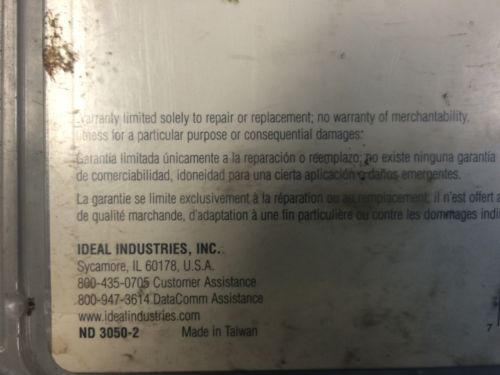 Warranty limited solely to repair or replacement; no warranty of merchantability,
fitness for a particular purpose or consequential damages:
Garantía limitada únicamente a la reparación o reemplazo; no existe ninguna garantía
de comerciabilidad, idoneidad para una cierta aplicación o daños emergentes.
La garantie se limite exclusivement à la réparation ou au remplacement; il n'est offert a
de qualité marchande, d'adaptation à une fin particulière ou contre les dommages indi
IDEAL INDUSTRIES, INC.
Sycamore, IL 60178, U.S.A.
800-435-0705 Customer Assistance
800-947-3614 DataComm Assistance
www.idealindustries.com
ND 3050-2 Made in Taiwan
7